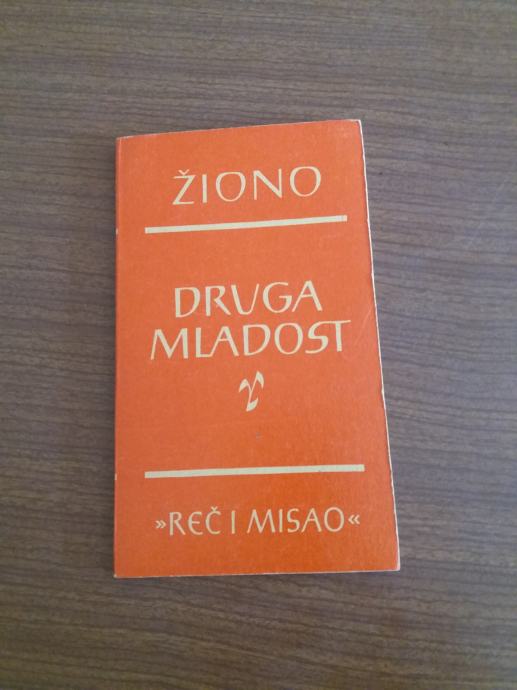 ŽIONO
DRUGA
MLADOST
»REČ I MISAO«